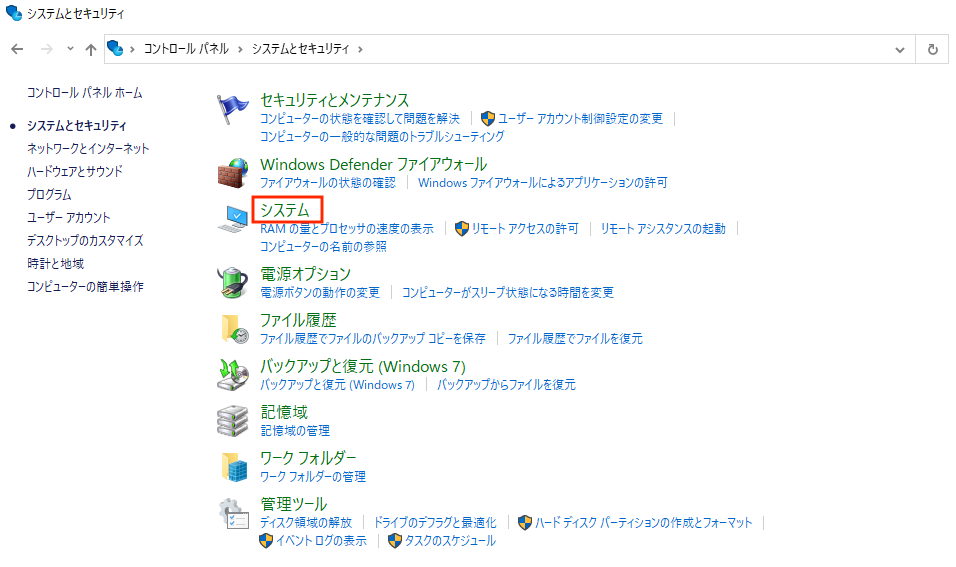 システムとセキュリティ
コントロール パネル › システムとセキュリティ ›
コントロール パネル ホーム
システムとセキュリティ
ネットワークとインターネット
ハードウェアとサウンド
プログラム
ユーザー アカウント
デスクトップのカスタマイズ
時計と地域
コンピューターの簡単操作
セキュリティとメンテナンス
コンピューターの状態を確認して問題を解決 | ユーザー アカウント制御設定の変更 |
コンピューターの一般的な問題のトラブルシューティング
Windows Defender ファイアウォール
ファイアウォールの状態の確認 | Windows ファイアウォールによるアプリケーションの許可
システム
RAM の量とプロセッサの速度の表示 | リモート アクセスの許可 | リモート アシスタンスの起動 |
コンピューターの名前の参照
電源オプション
電源ボタンの動作の変更 | コンピューターがスリープ状態になる時間を変更
ファイル履歴
ファイル履歴でファイルのバックアップ コピーを保存 | ファイル履歴でファイルを復元
バックアップと復元 (Windows 7)
バックアップと復元 (Windows 7) | バックアップからファイルを復元
記憶域
記憶域の管理
ワーク フォルダー
ワーク フォルダーの管理
管理ツール
ディスク領域の解放 | ドライブのデフラグと最適化 | ハード ディスク パーティションの作成とフォーマット |
イベント ログの表示 | タスクのスケジュール